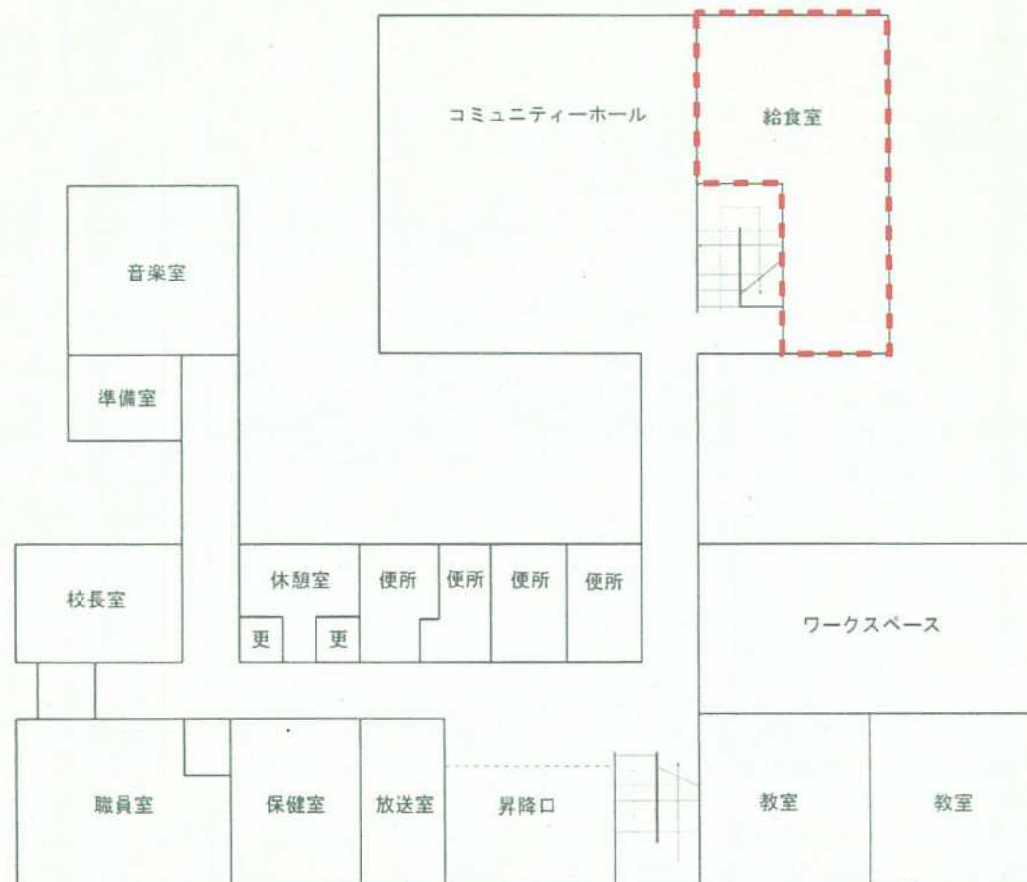 コミュニティーホール
給食室
音楽室
準備室
校長室
休憩室
便所
便所
便所
便所
更
更
ワークスペース
職員室
保健室
放送室
昇降口
教室
教室